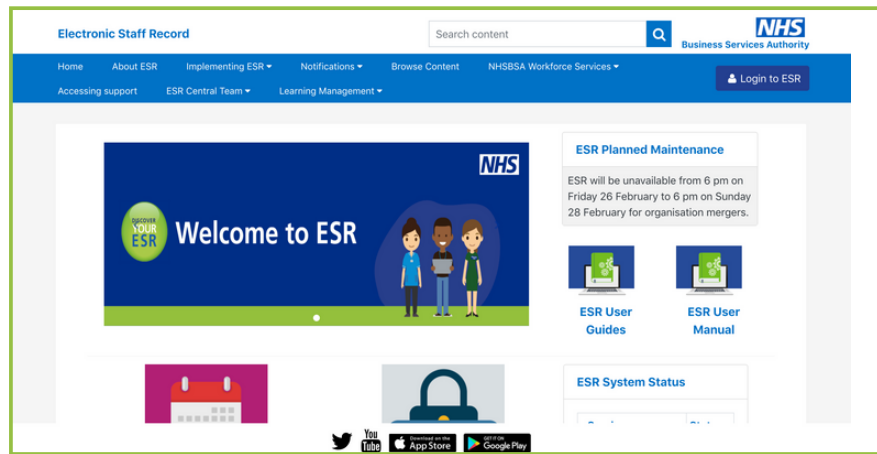 Electronic Staff Record
Search content
NHS
Business Services Authority
Home About ESR Implementing ESR Notifications Browse Content NHSBSA Workforce Services
Login to ESR
Accessing support ESR Central Team Learning Management
NHS
DISCOVER
YOUR
ESR
Welcome to ESR
ESR Planned Maintenance
ESR will be unavailable from 6 pm on
Friday 26 February to 6 pm on Sunday
28 February for organisation mergers.
ESR User
Guides
ESR User
Manual
ESR System Status
You
Tube
Download on the
App Store
GET IT ON
Google Play